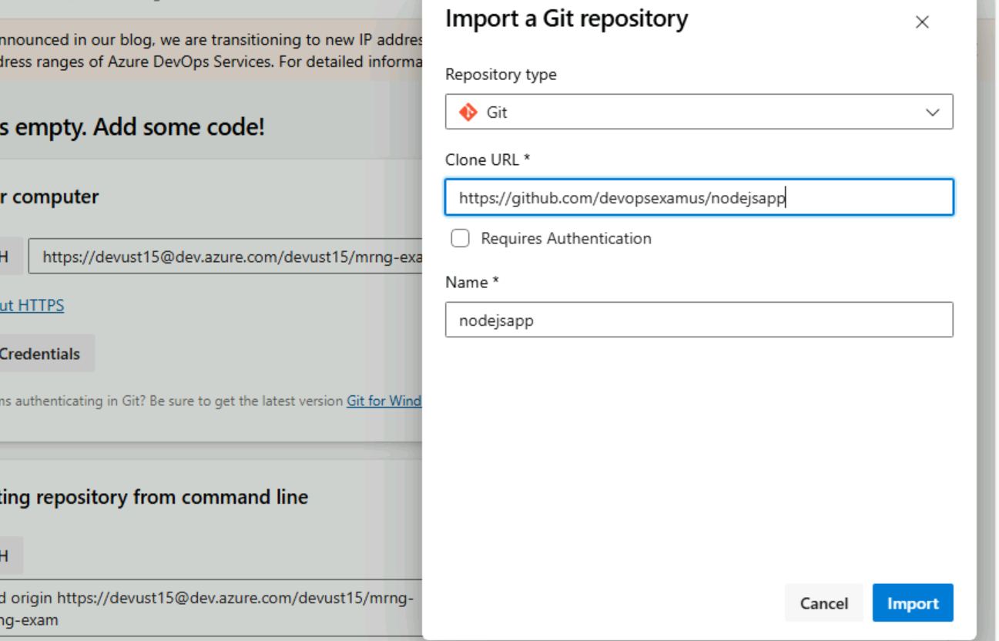 nnounced in our blog, we are transitioning to new IP addres
dress ranges of Azure DevOps Services. For detailed informa
s empty. Add some code!
r computer
H
https://devust15@dev.azure.com/devust15/mrng-exa
ut HTTPS
Credentials
ms authenticating in Git? Be sure to get the latest version Git for Wind
ting repository from command line
H
d origin https://devust15@dev.azure.com/devust15/mrng-
ng-exam
Import a Git repository
Repository type
Git
Clone URL *
https://github.com/devopsexamus/nodejsapp
Requires Authentication
Name *
nodejsapp
Cancel
Import